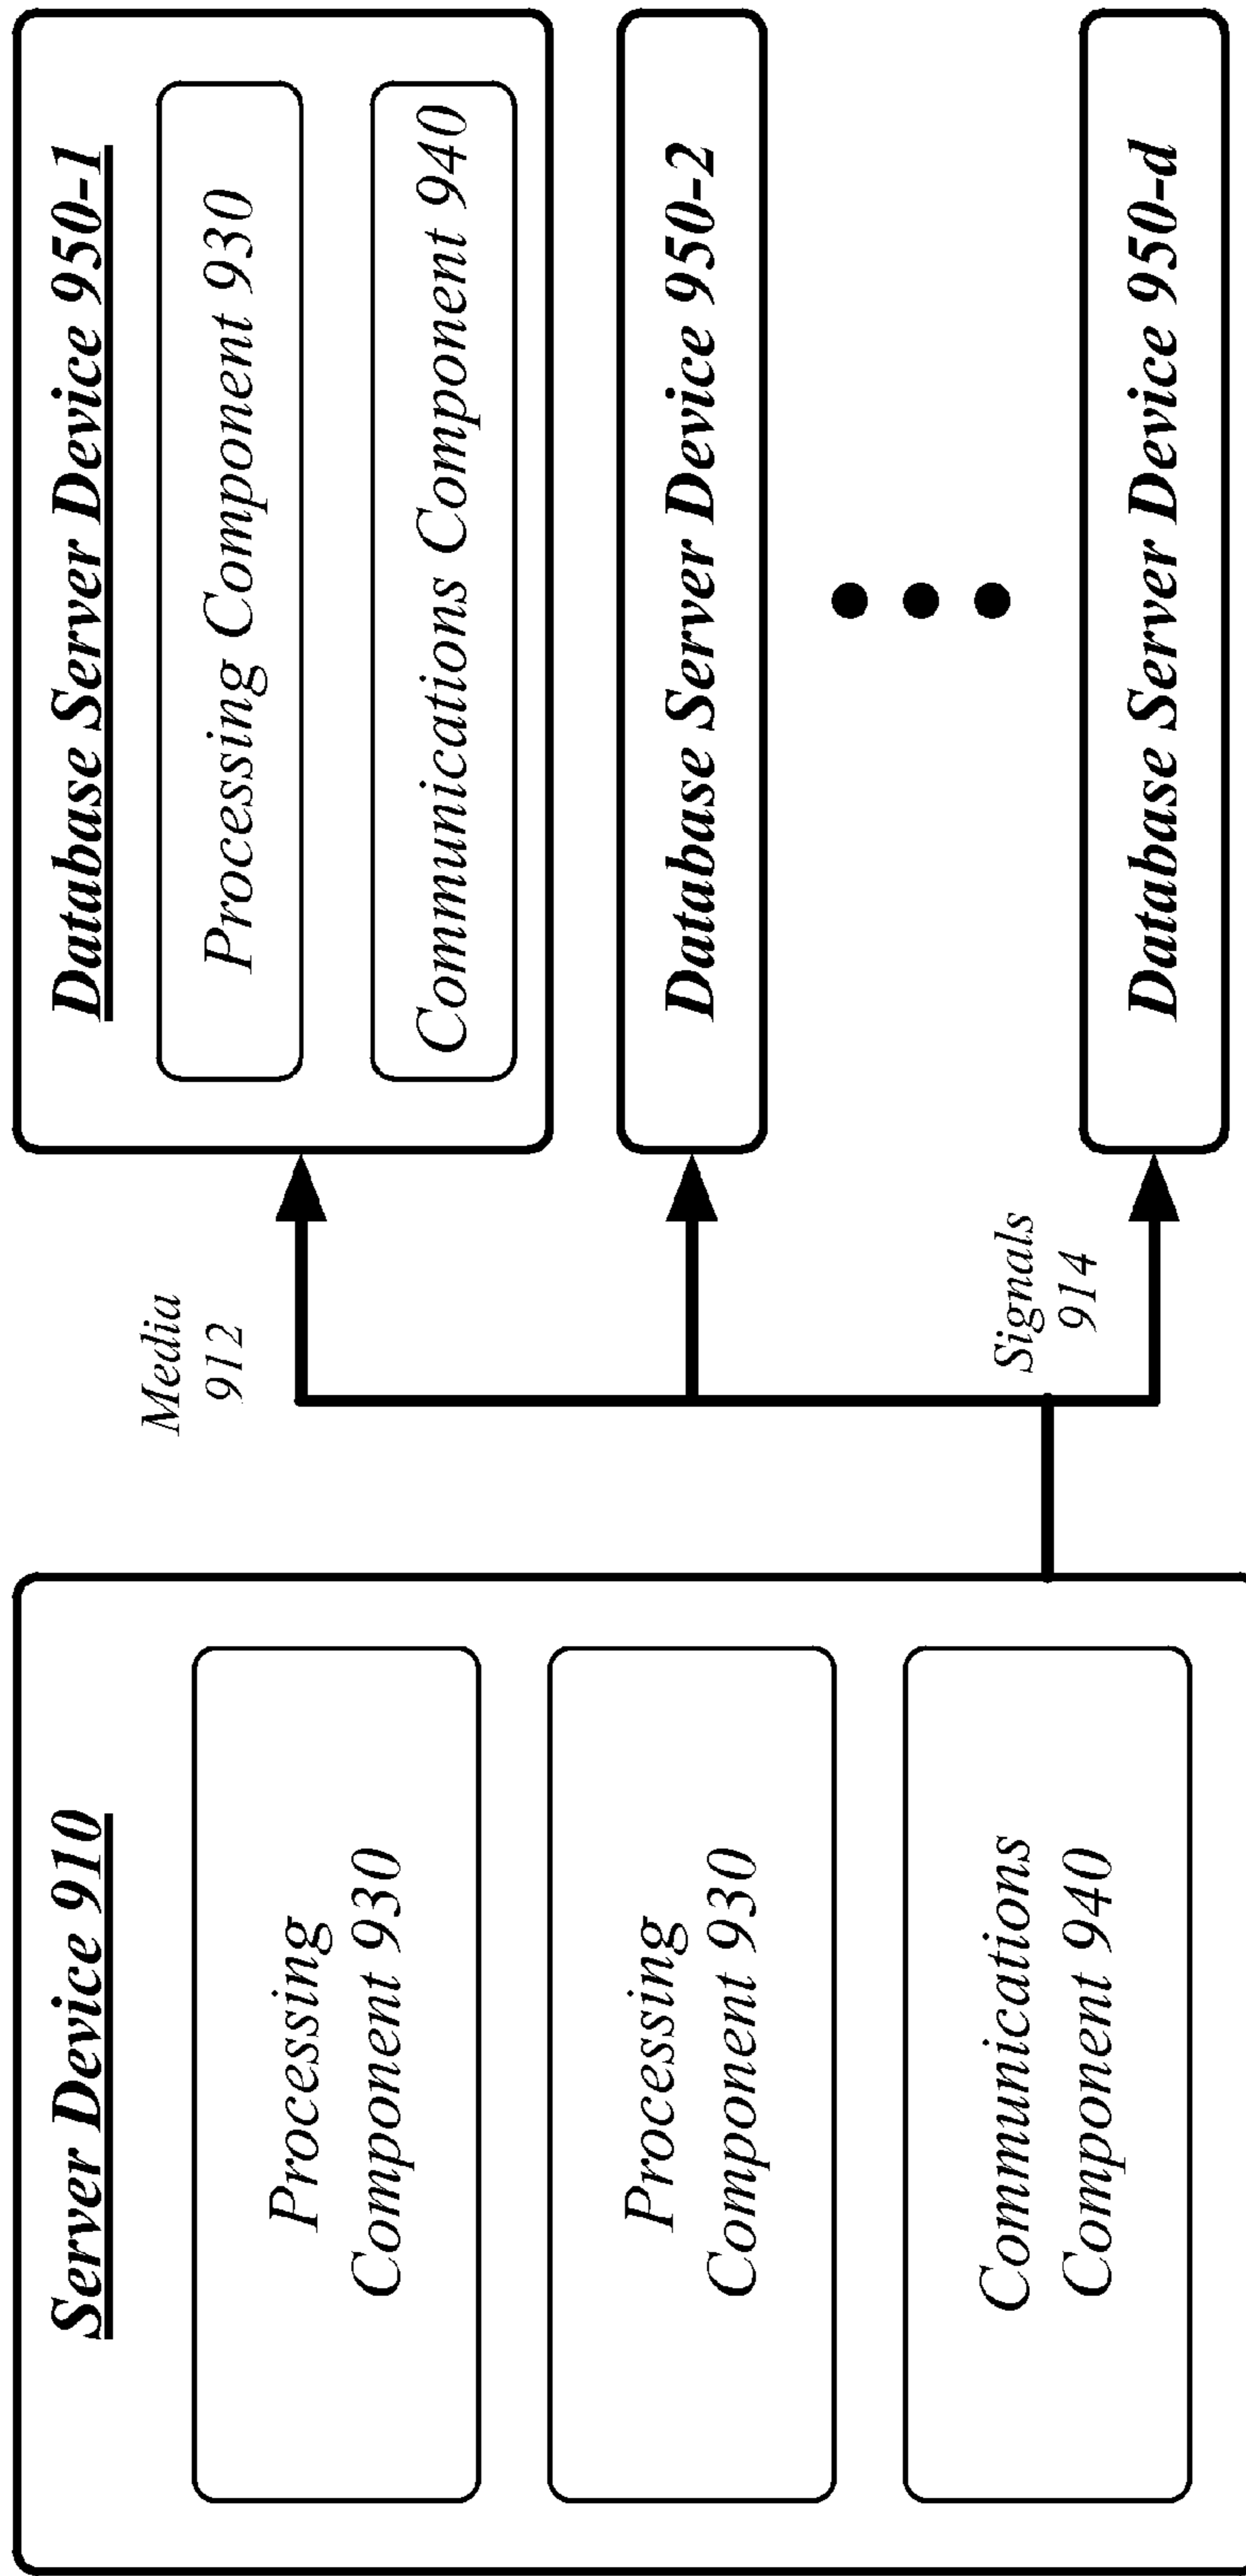 Server Device 910
Processing
Component 930
Processing
Component 930
Communications
Component 940
Media
912
Signals
914
Database Server Device 950-1
Processing Component 930
Communications Component 940
Database Server Device 950-2
Database Server Device 950-d